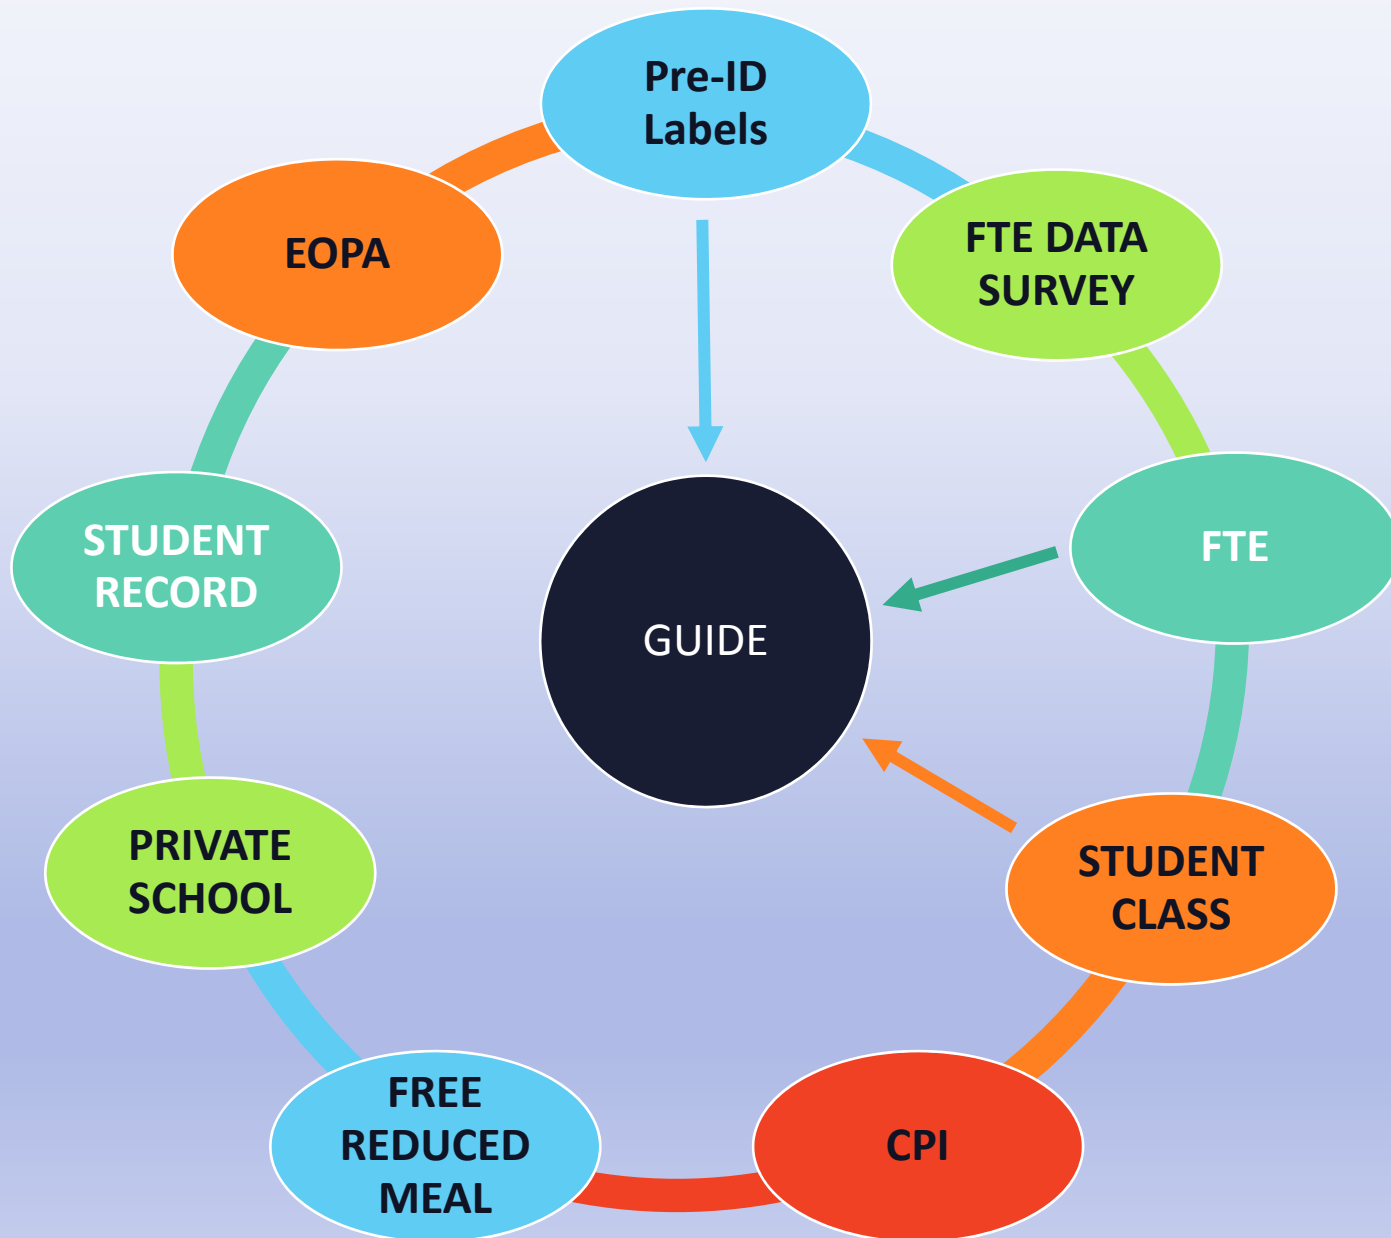 Pre-ID
Labels
FTE DATA
SURVEY
EOPA
FTE
STUDENT
RECORD
GUIDE
STUDENT
CLASS
PRIVATE
SCHOOL
CPI
FREE
REDUCED
MEAL